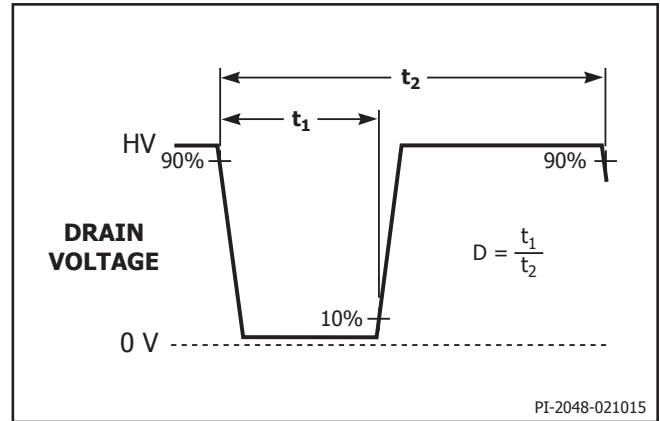 t₂
t₁
HV
90%
90%
DRAIN
VOLTAGE
D = t₁/t₂
10%
0 V
PI-2048-021015